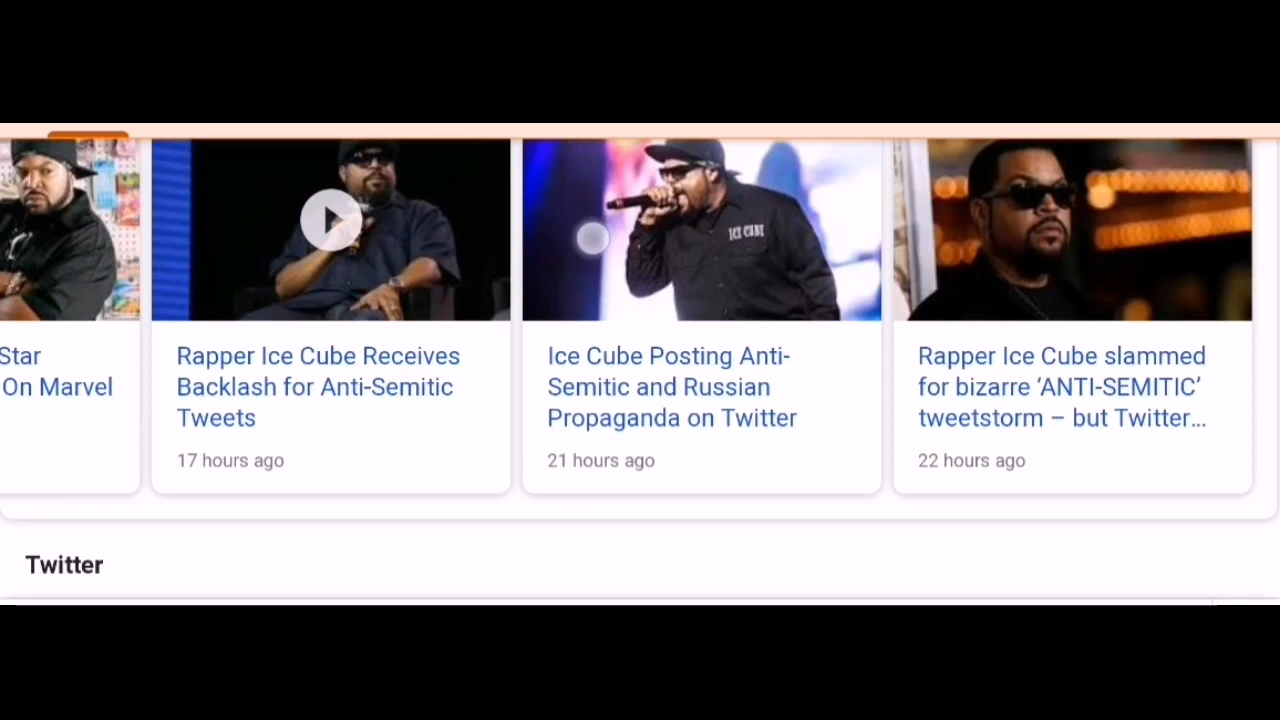 ICE CUBE
Star
On Marvel
Rapper Ice Cube Receives
Backlash for Anti-Semitic
Tweets
17 hours ago
Ice Cube Posting Anti-
Semitic and Russian
Propaganda on Twitter
21 hours ago
Rapper Ice Cube slammed
for bizarre ‘ANTI-SEMITIC’
tweetstorm – but Twitter...
22 hours ago
Twitter